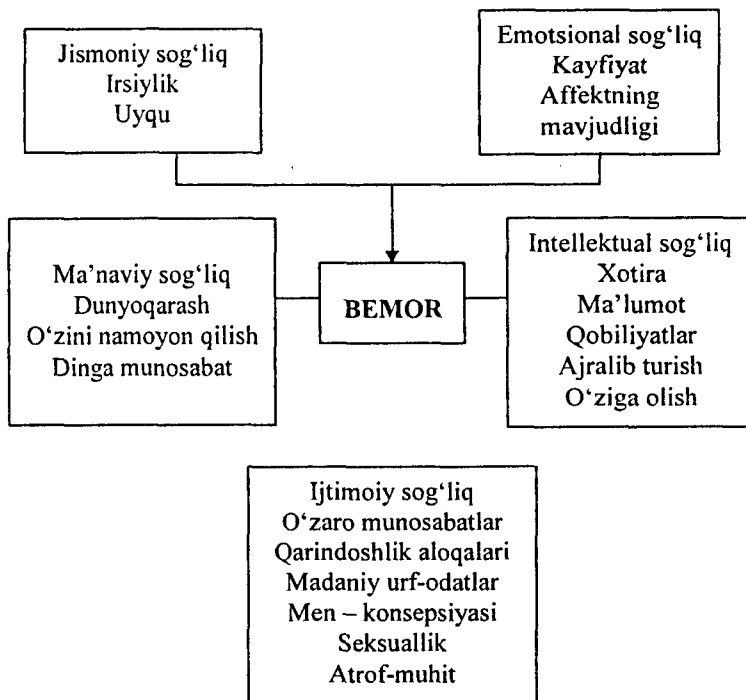 Jismoniy sog‘liq
Irsiylik
Uyqu
Emotsional sog‘liq
Kayfiyat
Affektning
mavjudligi
Ma’naviy sog‘liq
Dunyoqarash
O‘zini namoyon qilish
Dinga munosabat
BEMOR
Intellektual sog‘liq
Xotira
Ma’lumot
Qobiliyatlar
Ajralib turish
O‘ziga olish
Ijtimoiy sog‘liq
O‘zaro munosabatlar
Qarindoshlik aloqalari
Madaniy urf-odatlar
Men – konsepsiyasi
Seksuallik
Atrof-muhit